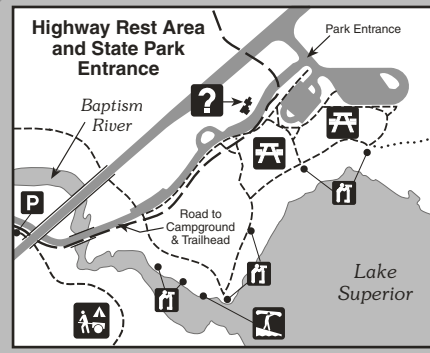 Highway Rest Area
and State Park
Entrance
Park Entrance
?
Baptism
River
P
Road to
Campground
& Trailhead
Lake
Superior